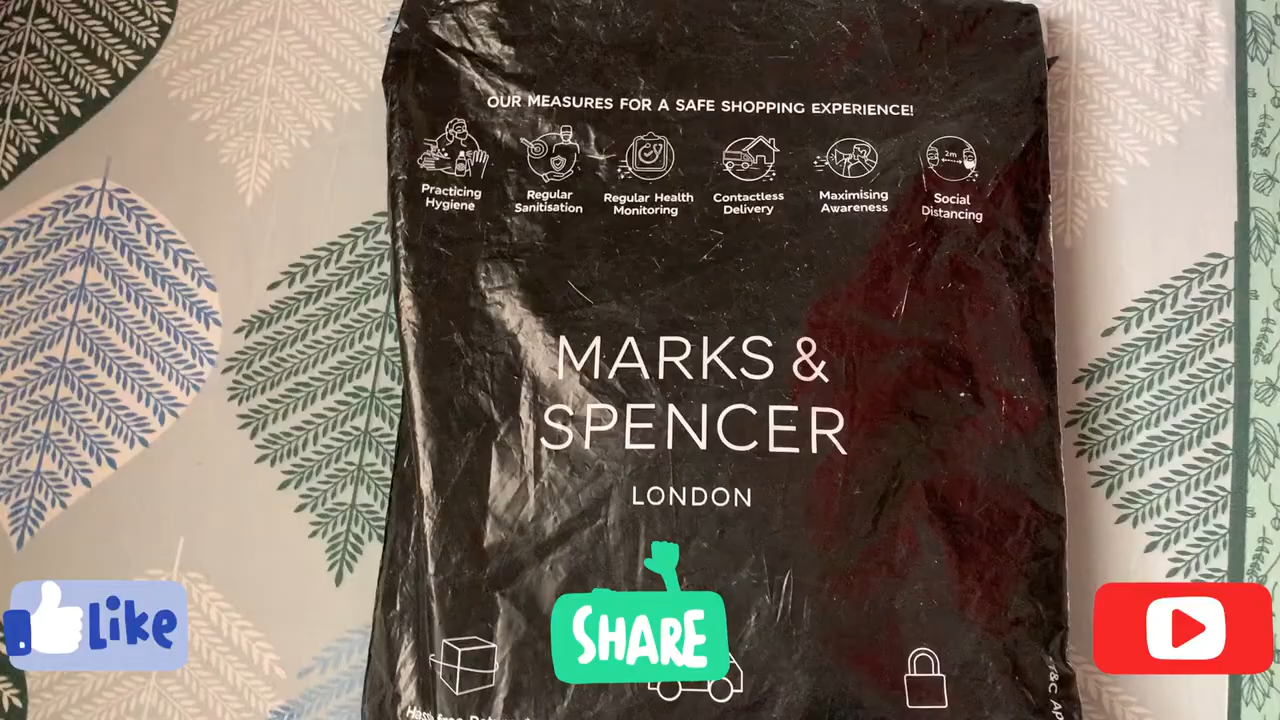 OUR MEASURES FOR A SAFE SHOPPING EXPERIENCE!
2m
Practicing Hygiene
Regular Sanitisation
Regular Health Monitoring
Contactless Delivery
Maximising Awareness
Social Distancing
MARKS &
SPENCER
LONDON
Like
SHARE